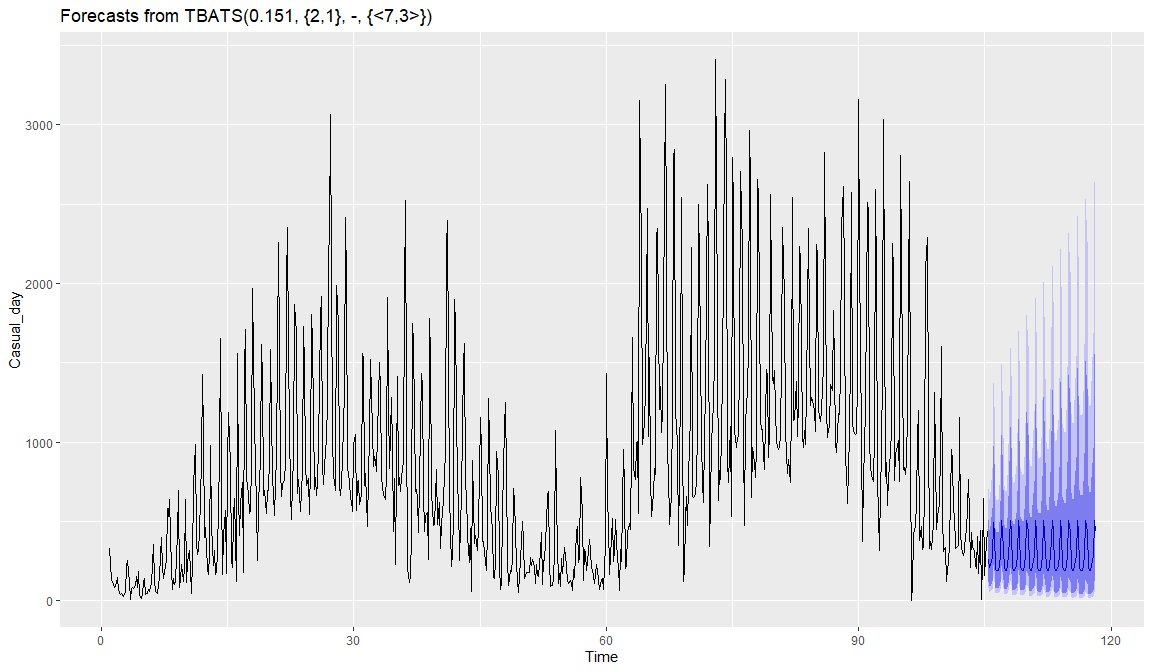 Forecasts from TBATS(0.151, {2,1}, -, {<7,3>})
3000
2000
1000
0
Casual_day
0 30 60 90 120
Time